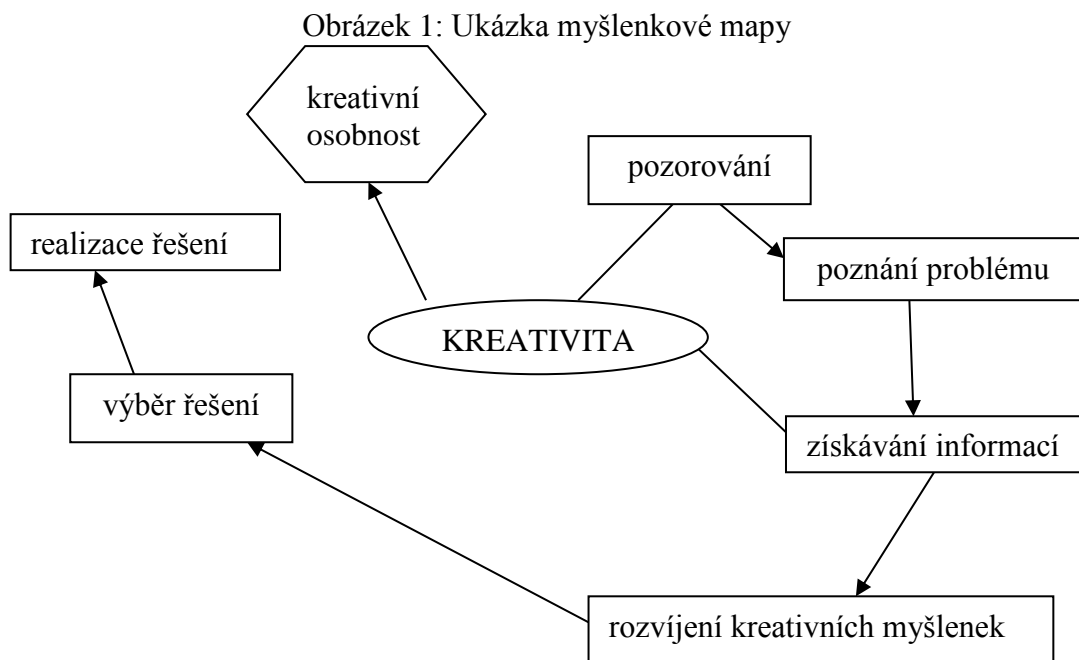 Obrázek 1: Ukázka myšlenkové mapy
kreativní
osobnost
pozorování
realizace řešení
poznání problému
KREATIVITA
výběr řešení
získávání informací
rozvíjení kreativních myšlenek